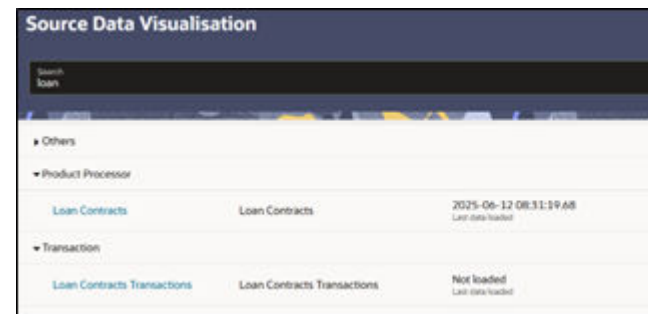 Source Data Visualisation
Search
loan
Others
Product Processor
Loan Contracts Loan Contracts 2025-06-12 08:31:19.68
Last data loaded
Transaction
Loan Contracts Transactions Loan Contracts Transactions Not loaded
Last data loaded